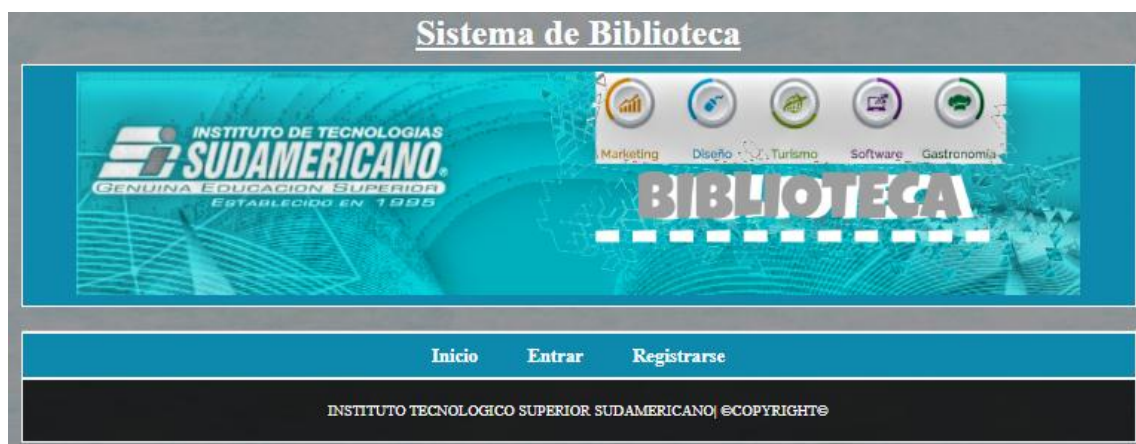 Sistema de Biblioteca
INSTITUTO DE TECNOLOGIAS
SUDAMERICANO®
GENUINA EDUCACION SUPERIOR
ESTABLECIDO EN 1995
Marketing Diseño Turismo Software Gastronomía
BIBLIOTECA
Inicio Entrar Registrarse
INSTITUTO TECNOLOGICO SUPERIOR SUDAMERICANO| ©COPYRIGHT©